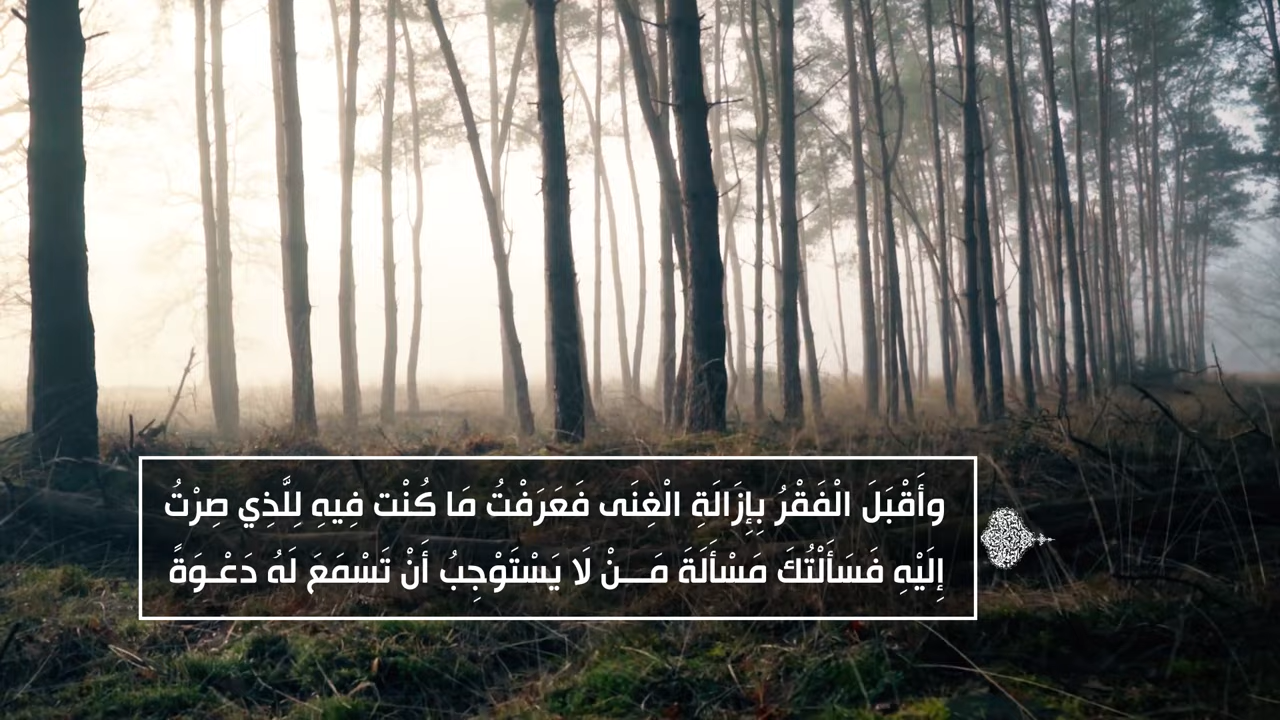 وأَقْبَلَ الْفَقْرُ بِإِزَالَةِ الْغِنَى فَعَرَفْتُ مَا كُنْت فِيهِ لِلَّذِي صِرْتُ
إِلَيْهِ فَسَأَلْتُكَ مَسْأَلَةَ مَـــنْ لَا يَسْتَوْجِبُ أَنْ تَسْمَعَ لَهُ دَعْـوَةً